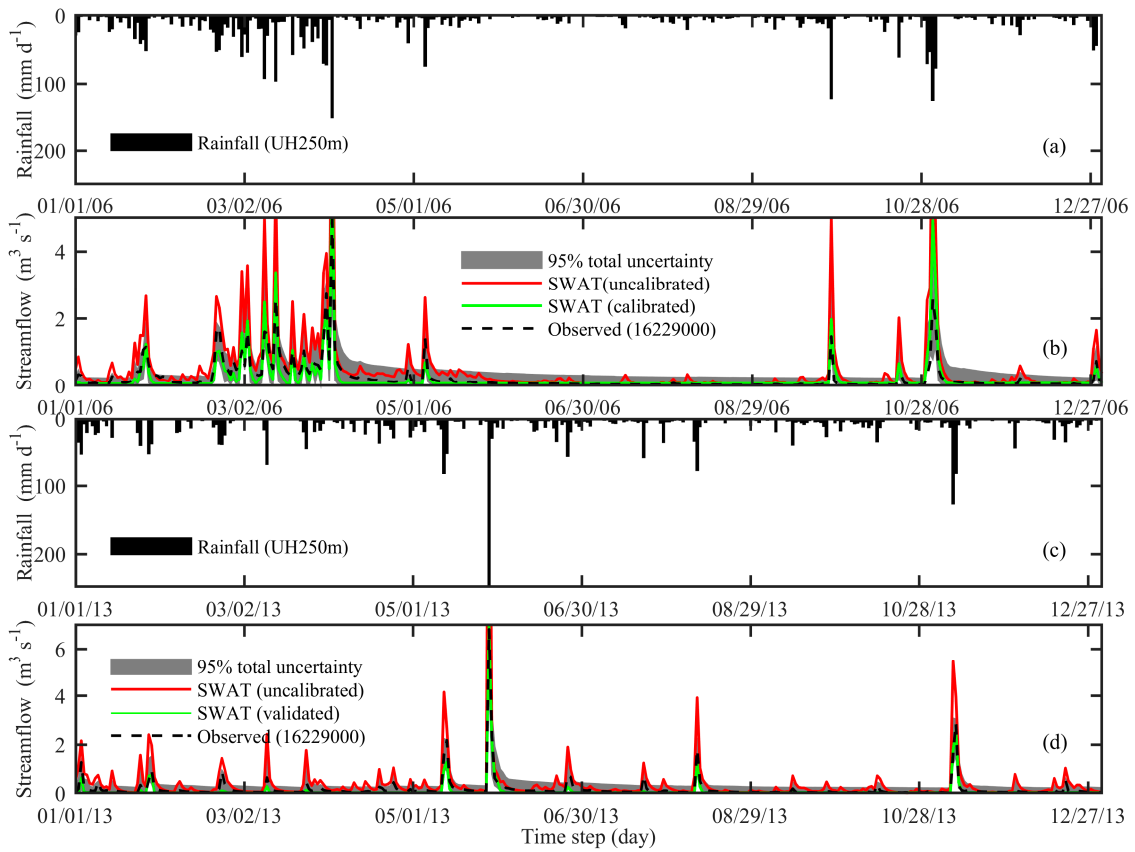 0
100
200
Rainfall (mm d⁻¹)
Rainfall (UH250m)
(a)
01/01/06 03/02/06 05/01/06 06/30/06 08/29/06 10/28/06 12/27/06
4
2
0
Streamflow (m³ s⁻¹)
95% total uncertainty
SWAT(uncalibrated)
SWAT (calibrated)
Observed (16229000)
(b)
01/01/06 03/02/06 05/01/06 06/30/06 08/29/06 10/28/06 12/27/06
0
100
200
Rainfall (mm d⁻¹)
Rainfall (UH250m)
(c)
01/01/13 03/02/13 05/01/13 06/30/13 08/29/13 10/28/13 12/27/13
6
4
2
0
Streamflow (m³ s⁻¹)
95% total uncertainty
SWAT (uncalibrated)
SWAT (validated)
Observed (16229000)
(d)
01/01/13 03/02/13 05/01/13 06/30/13 08/29/13 10/28/13 12/27/13
Time step (day)